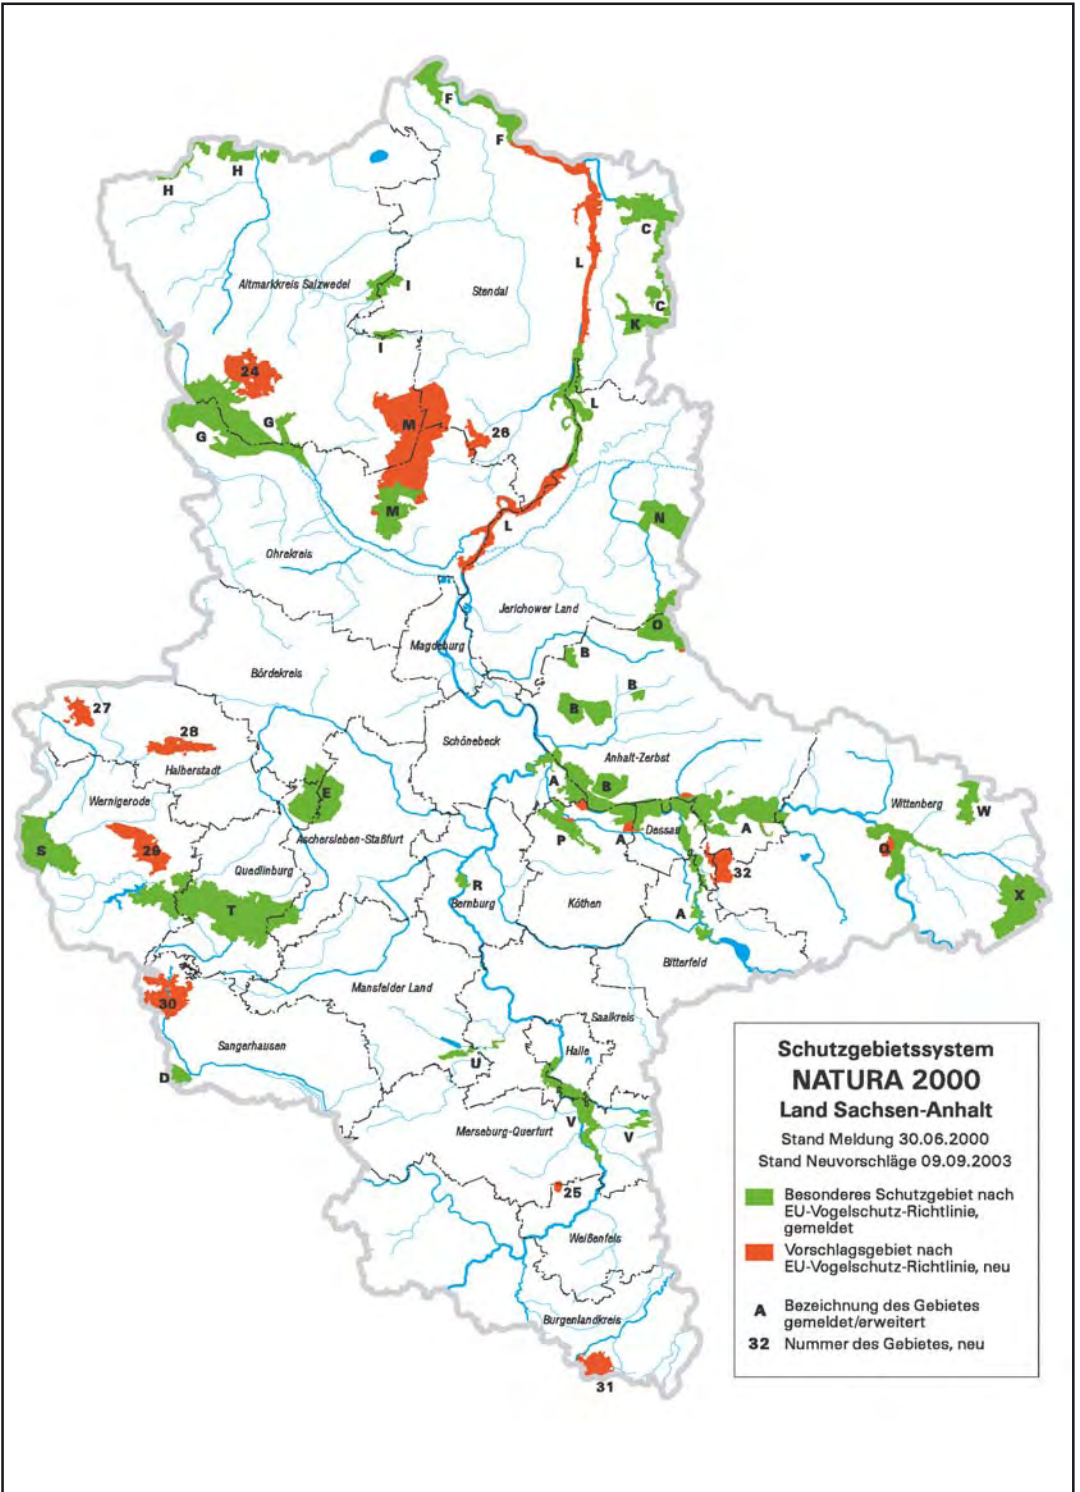 F
F
H
H
C
L
Altmarkkreis Salzwedel
I
Stendal
C
K
I
24
L
G
G
M
26
M
L
N
Ohrekreis
Jerichower Land
O
Magdeburg
B
Bördekreis
B
27
B
28
Schönebeck
Halberstadt
Anhalt-Zerbst
A
B
E
Wernigerode
Wittenberg
W
Dessau
A
Aschersleben-Staßfurt
P
A
S
29
Q
Quedlinburg
32
R
X
Bernburg
Köthen
T
A
Bitterfeld
Mansfelder Land
30
Saalkreis
Sangerhausen
Halle
U
D
V
V
Merseburg-Querfurt
25
Weißenfels
Burgenlandkreis
31
Schutzgebietssystem
NATURA 2000
Land Sachsen-Anhalt
Stand Meldung 30.06.2000
Stand Neuvorschläge 09.09.2003
Besonderes Schutzgebiet nach
EU-Vogelschutz-Richtlinie,
gemeldet
Vorschlagsgebiet nach
EU-Vogelschutz-Richtlinie, neu
A Bezeichnung des Gebietes
gemeldet/erweitert
32 Nummer des Gebietes, neu